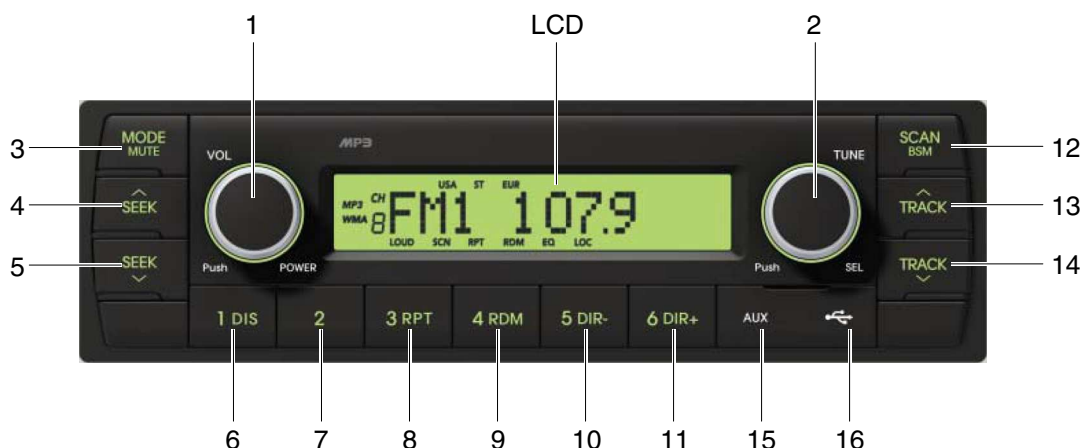 1 LCD 2
3 MODE MUTE
VOL MP3 TUNE
SCAN BSM 12
4 SEEK
USA ST EUR
MP3 CH
WMA 8 FM1 107.9
LOUD SCN RPT RDM EQ LOC
TRACK 13
5 SEEK
Push POWER
Push SEL
TRACK 14
1 DIS 2 3 RPT 4 RDM 5 DIR- 6 DIR+ AUX
6 7 8 9 10 11 15 16